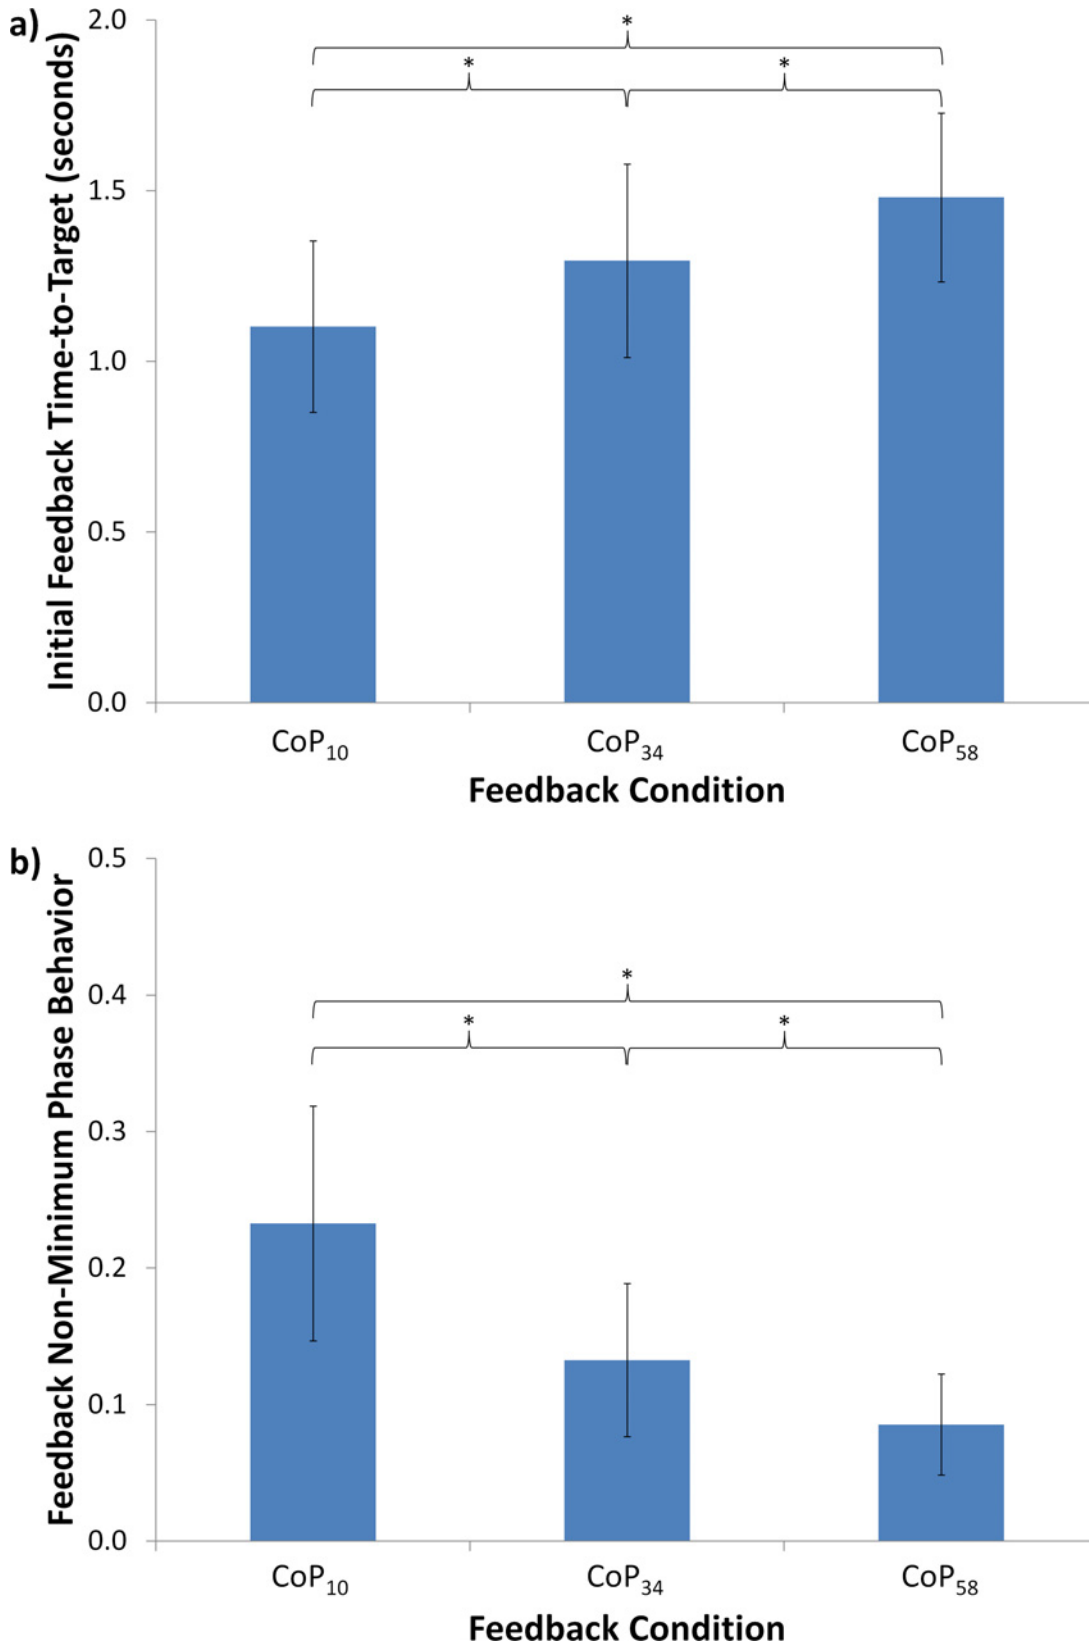 a)
Initial Feedback Time-to-Target (seconds)
2.0
1.5
1.0
0.5
0.0
*
*
*
CoP10
CoP34
CoP58
Feedback Condition
b)
Feedback Non-Minimum Phase Behavior
0.5
0.4
0.3
0.2
0.1
0.0
*
*
*
CoP10
CoP34
CoP58
Feedback Condition